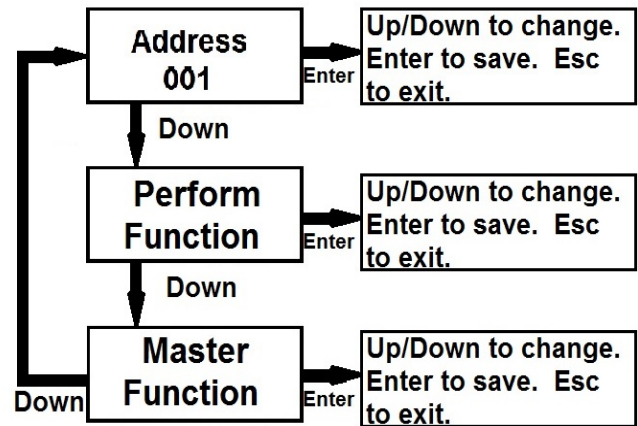 Address
001
Enter
Up/Down to change.
Enter to save.  Esc
to exit.
Down
Perform
Function
Enter
Up/Down to change.
Enter to save.  Esc
to exit.
Down
Master
Function
Down
Enter
Up/Down to change.
Enter to save.  Esc
to exit.